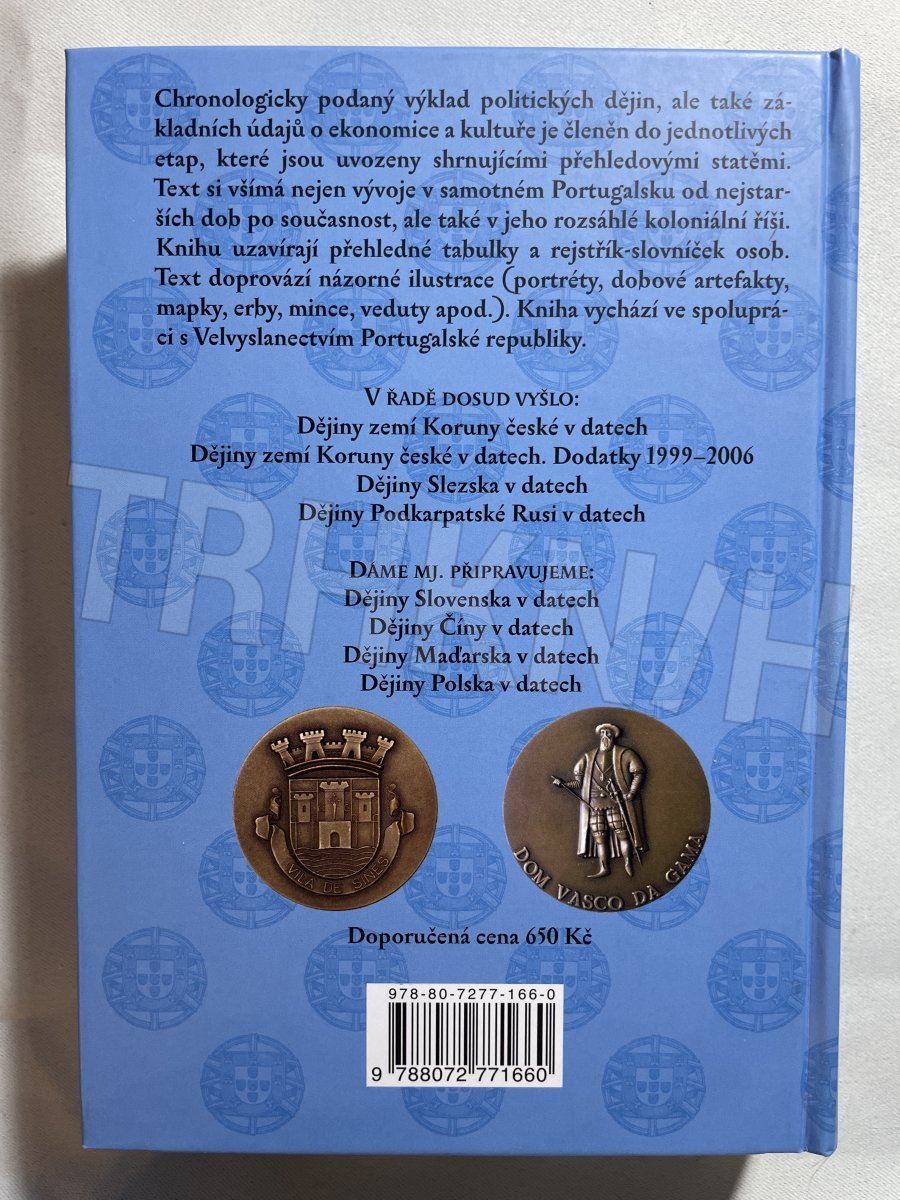 Chronologicky podaný výklad politických dějin, ale také zá-
kladních údajů o ekonomice a kultuře je členěn do jednotlivých
etap, které jsou uvozeny shrnujícími přehledovými statěmi.
Text si všímá nejen vývoje v samotném Portugalsku od nejstar-
ších dob po současnost, ale také v jeho rozsáhlé koloniální říši.
Knihu uzavírají přehledné tabulky a rejstřík-slovníček osob.
Text doprovází názorné ilustrace (portréty, dobové artefakty,
mapky, erby, mince, veduty apod.). Kniha vychází ve spoluprá-
ci s Velvyslanectvím Portugalské republiky.
V ŘADĚ DOSUD VYŠLO:
Dějiny zemí Koruny české v datech
Dějiny zemí Koruny české v datech. Dodatky 1999–2006
Dějiny Slezska v datech
Dějiny Podkarpatské Rusi v datech
TRHKNIH
DÁME MJ. PŘIPRAVUJEME:
Dějiny Slovenska v datech
Dějiny Číny v datech
Dějiny Maďarska v datech
Dějiny Polska v datech
VILA DE SINES
DOM VASCO DA GAMA
Doporučená cena 650 Kč
978-80-7277-166-0
9 788072 771660